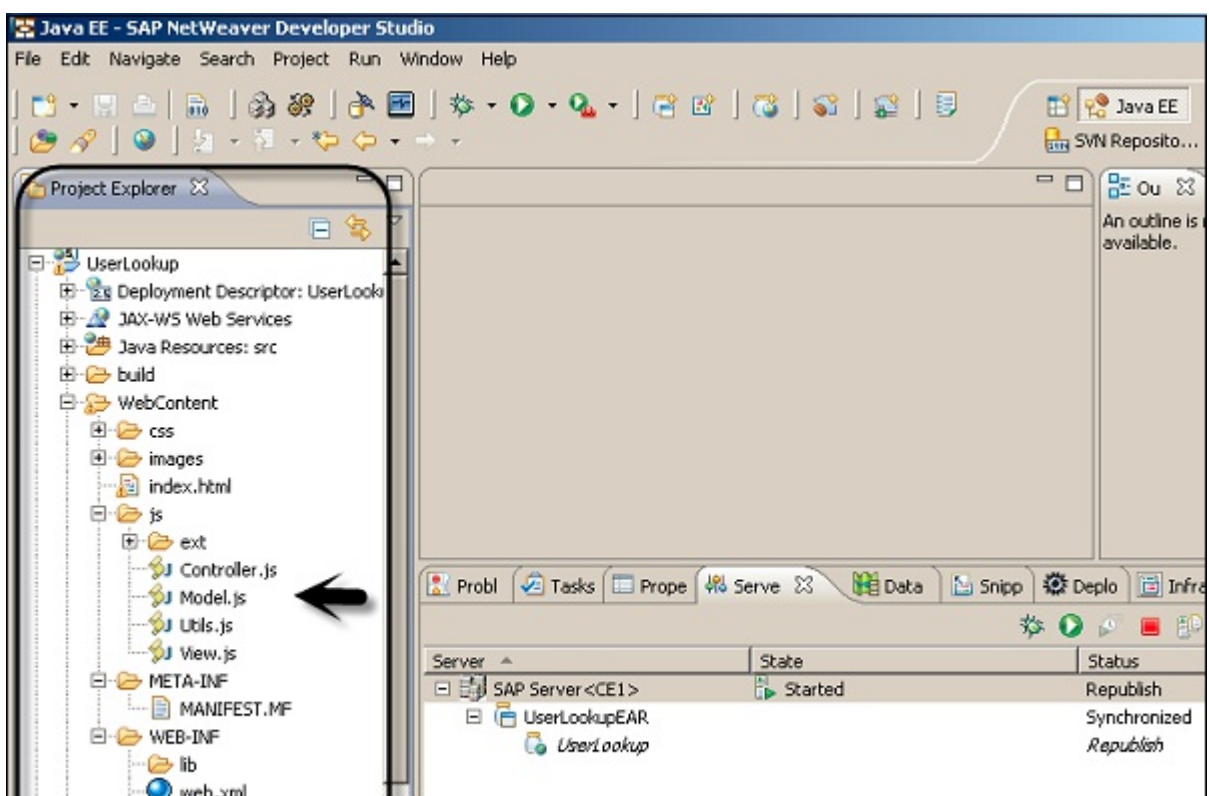 Java EE - SAP NetWeaver Developer Studio
File Edit Navigate Search Project Run Window Help
Java EE
SVN Reposito...
Project Explorer
Ou
An outline is
available.
UserLookup
Deployment Descriptor: UserLook
JAX-WS Web Services
Java Resources: src
build
WebContent
css
images
index.html
js
ext
Controller.js
Model.js
Utils.js
View.js
META-INF
MANIFEST.MF
WEB-INF
lib
web.xml
Probl Tasks Prope Serve Data Snipp Deplo Infra
Server State Status
SAP Server<CE1> Started Republish
UserLookupEAR Synchronized
UserLookup Republish